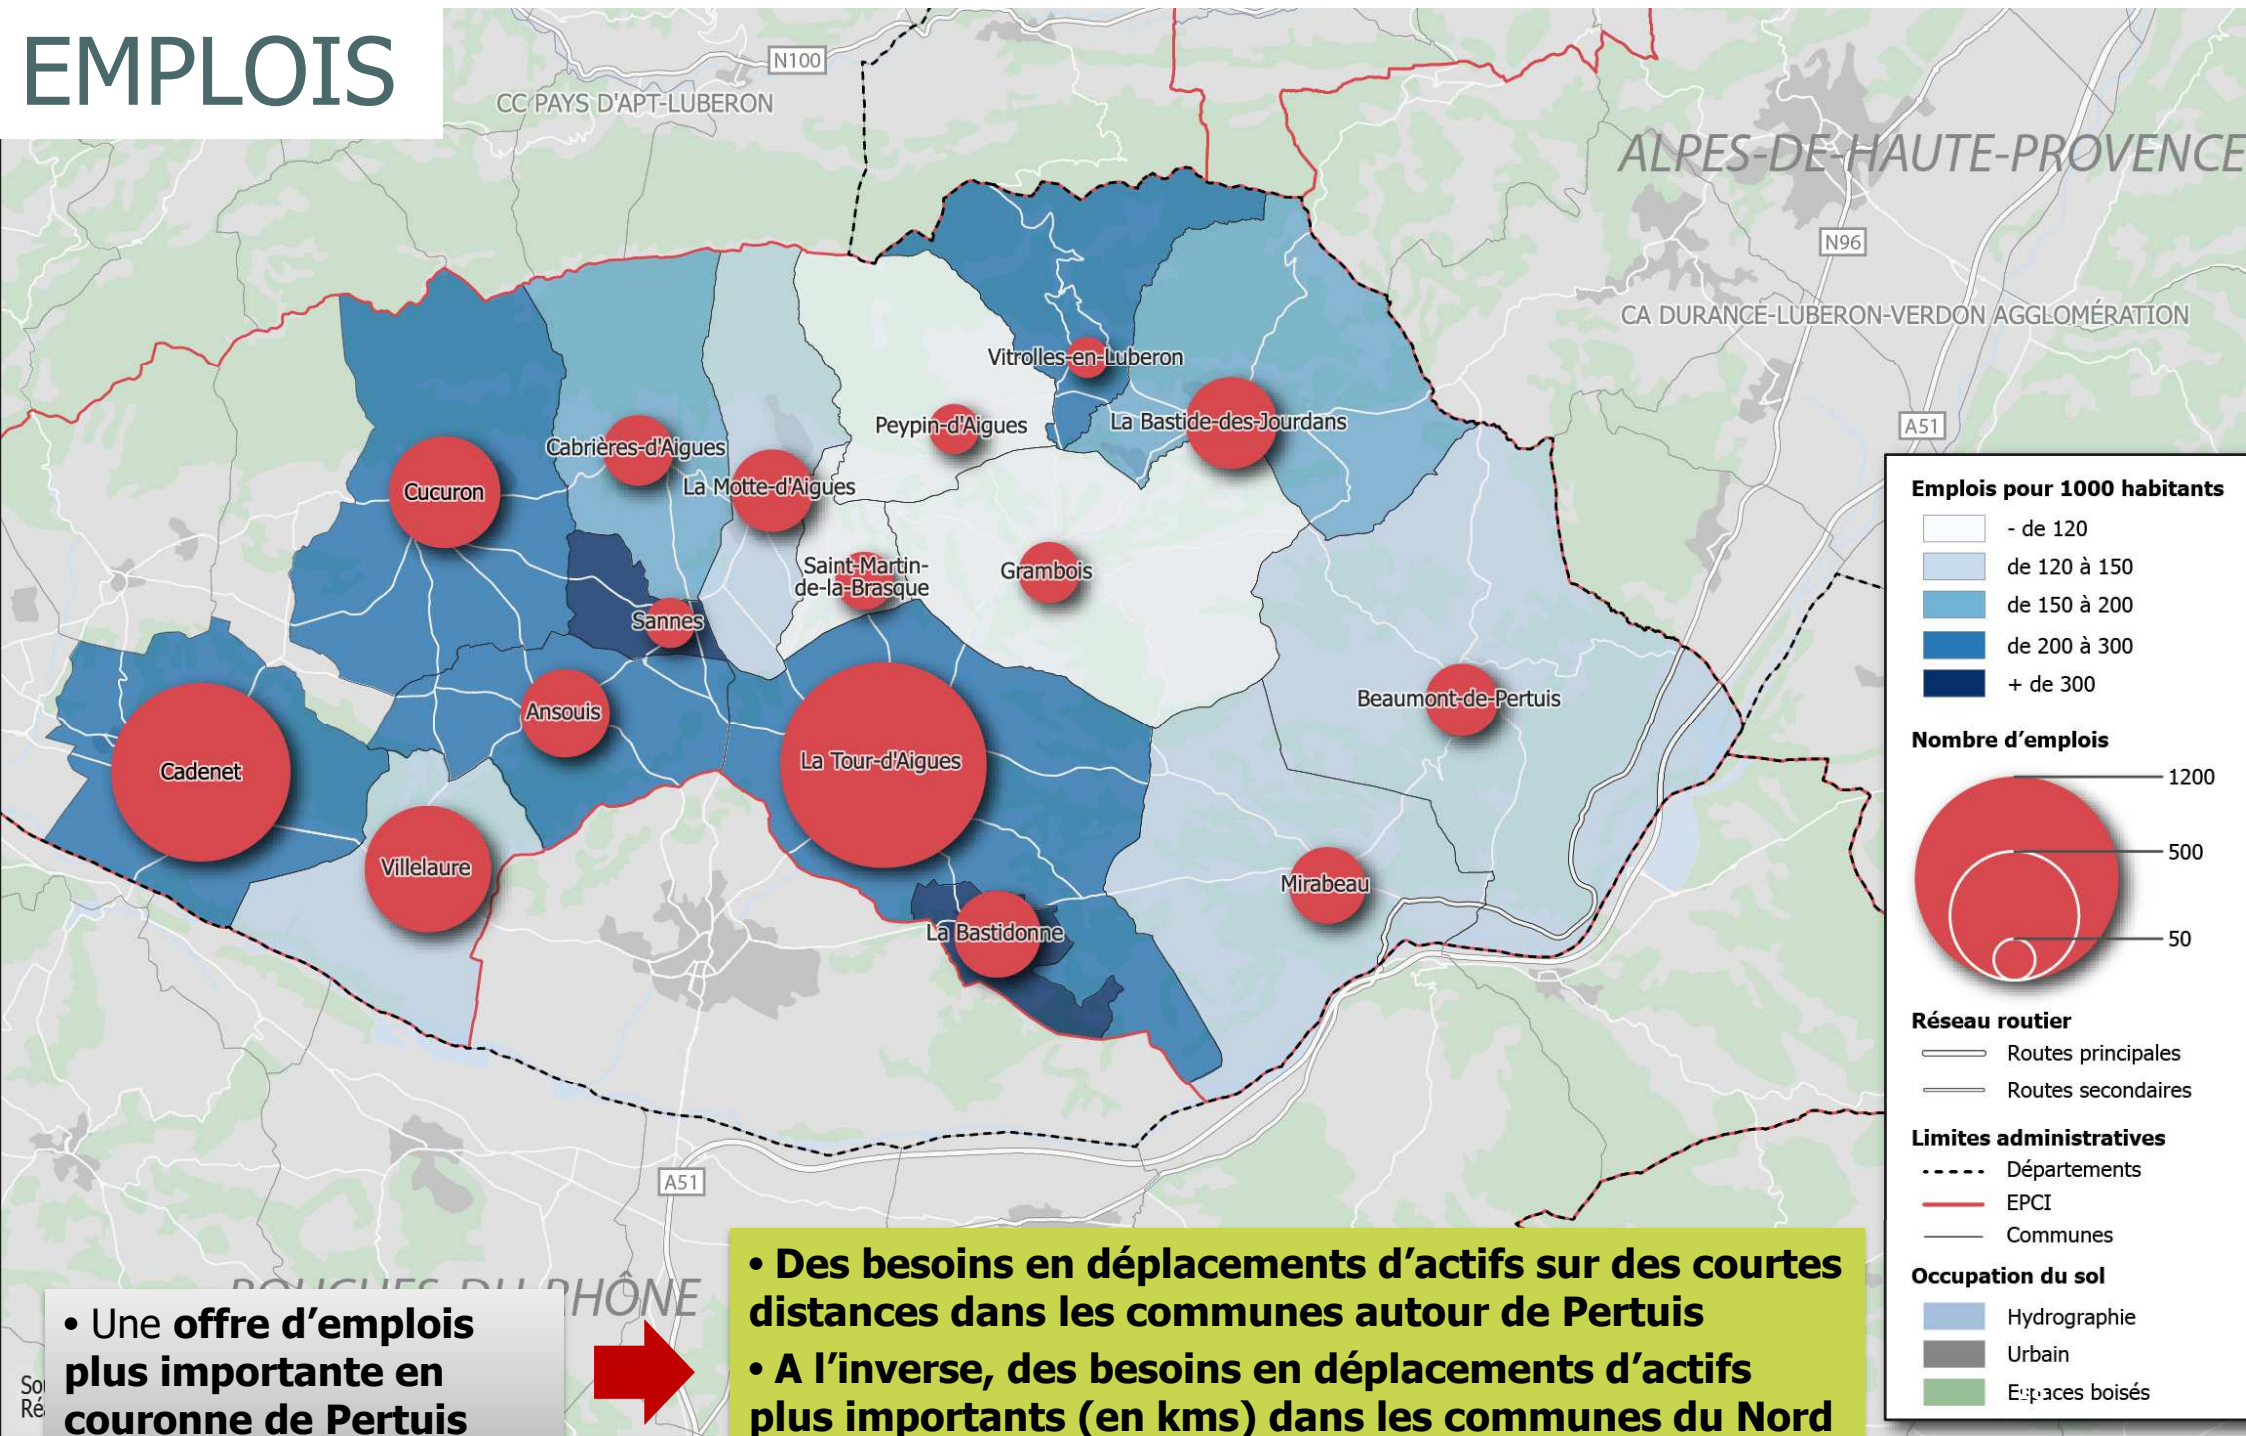 EMPLOIS
N100
CC PAYS D'APT-LUBERON
ALPES-DE-HAUTE-PROVENCE
N96
CA DURANCE-LUBERON-VERDON AGGLOMÉRATION
Vitrolles-en-Luberon
Peypin-d'Aigues
La Bastide-des-Jourdans
A51
Cabrières-d'Aigues
Cucuron
La Motte-d'Aigues
Saint-Martin-
de-la-Brasque
Grambois
Sannes
Ansouis
Beaumont-de-Pertuis
Cadenet
La Tour-d'Aigues
Villelaure
Mirabeau
La Bastidonne
A51
Emplois pour 1000 habitants
- de 120
de 120 à 150
de 150 à 200
de 200 à 300
+ de 300
Nombre d’emplois
1200
500
50
Réseau routier
Routes principales
Routes secondaires
Limites administratives
Départements
EPCI
Communes
Occupation du sol
Hydrographie
Urbain
Espaces boisés
RHÔNE
• Une offre d’emplois
plus importante en
couronne de Pertuis
• Des besoins en déplacements d’actifs sur des courtes
distances dans les communes autour de Pertuis
• A l’inverse, des besoins en déplacements d’actifs
plus importants (en kms) dans les communes du Nord